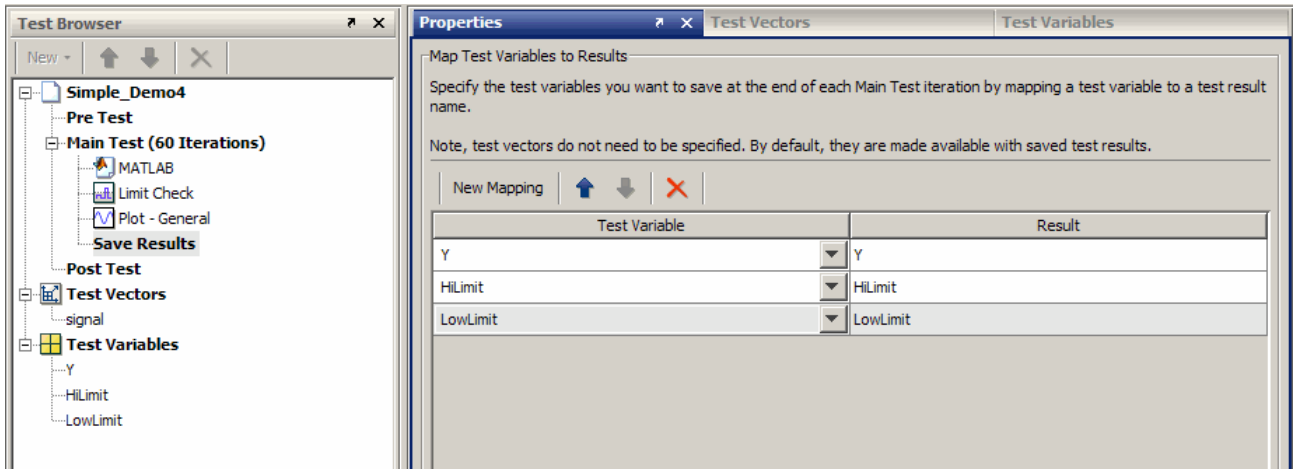 Test Browser
New
Simple_Demo4
Pre Test
Main Test (60 Iterations)
MATLAB
Limit Check
Plot - General
Save Results
Post Test
Test Vectors
signal
Test Variables
Y
HiLimit
LowLimit
Properties
Test Vectors
Test Variables
Map Test Variables to Results
Specify the test variables you want to save at the end of each Main Test iteration by mapping a test variable to a test result
name.
Note, test vectors do not need to be specified. By default, they are made available with saved test results.
New Mapping
Test Variable Result
Y Y
HiLimit HiLimit
LowLimit LowLimit